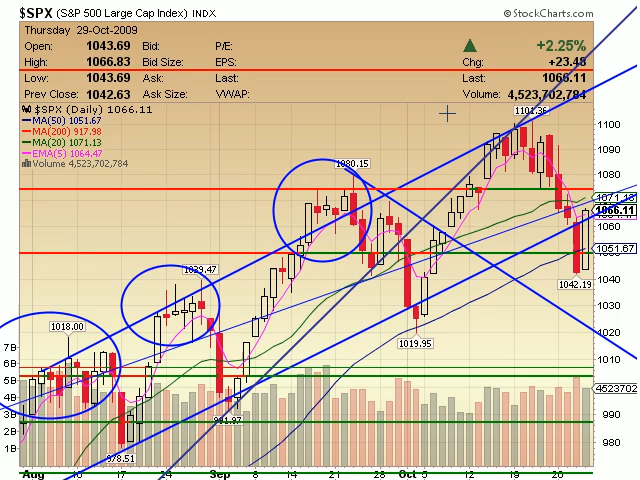 $SPX (S&P 500 Large Cap Index) INDX © StockCharts.com
Thursday 29-Oct-2009
Open: 1043.69 Bid: P/E: +2.25%
High: 1066.83 Bid Size: EPS: Chg: +23.48
Low: 1043.69 Ask: Last: Last: 1066.11
Prev Close: 1042.63 Ask Size: VWAP: Volume: 4,523,702,784
$SPX (Daily) 1066.11
MA(50) 1051.67
MA(200) 917.98
MA(20) 1071.13
EMA(5) 1064.47
Volume 4,523,702,784
1101.36
1100
1090
1080.15
1080
1071.13
1066.11
1051.67
1042.19
1039.47
1040
1030
1018.00
1020
1019.95
1010
7B
6B
5B
4B
3B
2B
1B
4523702
990
991.97
980
978.51
Aug 10 17 24 Sep 8 14 21 28 Oct 5 12 19 26